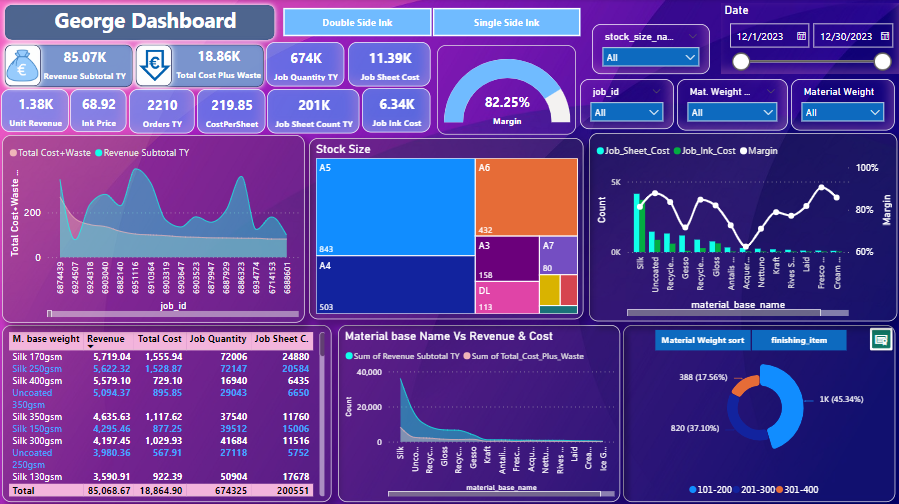 George Dashboard
Double Side Ink
Single Side Ink
stock_size_na...
All
Date
12/1/2023
12/30/2023
85.07K
Revenue Subtotal TY
18.86K
Total Cost Plus Waste
674K
Job Quantity TY
11.39K
Job Sheet Cost
1.38K
Unit Revenue
68.92
Ink Price
2210
Orders TY
219.85
CostPerSheet
201K
Job Sheet Count TY
6.34K
Job Ink Cost
82.25%
Margin
job_id
All
Mat. Weight ...
All
Material Weight
All
Total Cost+Waste
Revenue Subtotal TY
Total Cost+Waste ...
200
0
6874439
6924507
6924318
6903040
6882140
6951116
6910364
6903319
6903647
6903523
6879947
6887929
6886323
6934774
6714153
6888601
job_id
Stock Size
A5
843
A4
503
A6
432
A3
158
DL
113
A7
80
Job_Sheet_Cost
Job_Ink_Cost
Margin
Count
5K
0K
100%
80%
60%
Margin
Silk
Uncoated
Recycle...
Gesso
Recycle...
Gloss
Antalis ...
Acquer...
Nettuno
Kraft
Rives S...
Laid
Fresco ...
Cream ...
material_base_name
M. base weight Revenue Total Cost Job Quantity Job Sheet C.
Silk 170gsm 5,719.04 1,555.94 72006 24880
Silk 250gsm 5,622.32 1,528.87 72147 20584
Silk 400gsm 5,579.10 729.10 16940 6435
Uncoated 5,094.37 895.85 29043 6650
350gsm
Silk 350gsm 4,635.63 1,117.62 37540 11760
Silk 150gsm 4,295.46 877.25 39512 15006
Silk 300gsm 4,197.45 1,029.93 41684 11516
Uncoated 3,980.36 567.91 27118 5752
250gsm
Silk 130gsm 3,590.91 922.39 50904 17678
Total 85,068.67 18,864.90 674325 200551
Material base Name Vs Revenue & Cost
Sum of Revenue Subtotal TY
Sum of Total_Cost_Plus_Waste
Count
40,000
20,000
0
Silk
Unco...
Recyc...
Gloss
Recyc...
Gesso
Kraft
Antali...
Fresc...
Acqu...
Nettu...
Rives ...
Laid
Crea...
Ice G...
material_base_name
Material Weight sort
finishing_item
388 (17.56%)
1K (45.34%)
820 (37.10%)
101-200
201-300
301-400